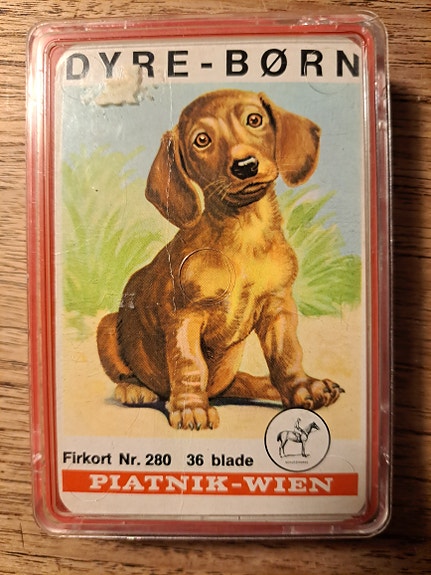 DYRE-BØRN
Firkort Nr. 280 36 blade
PIATNIK-WIEN